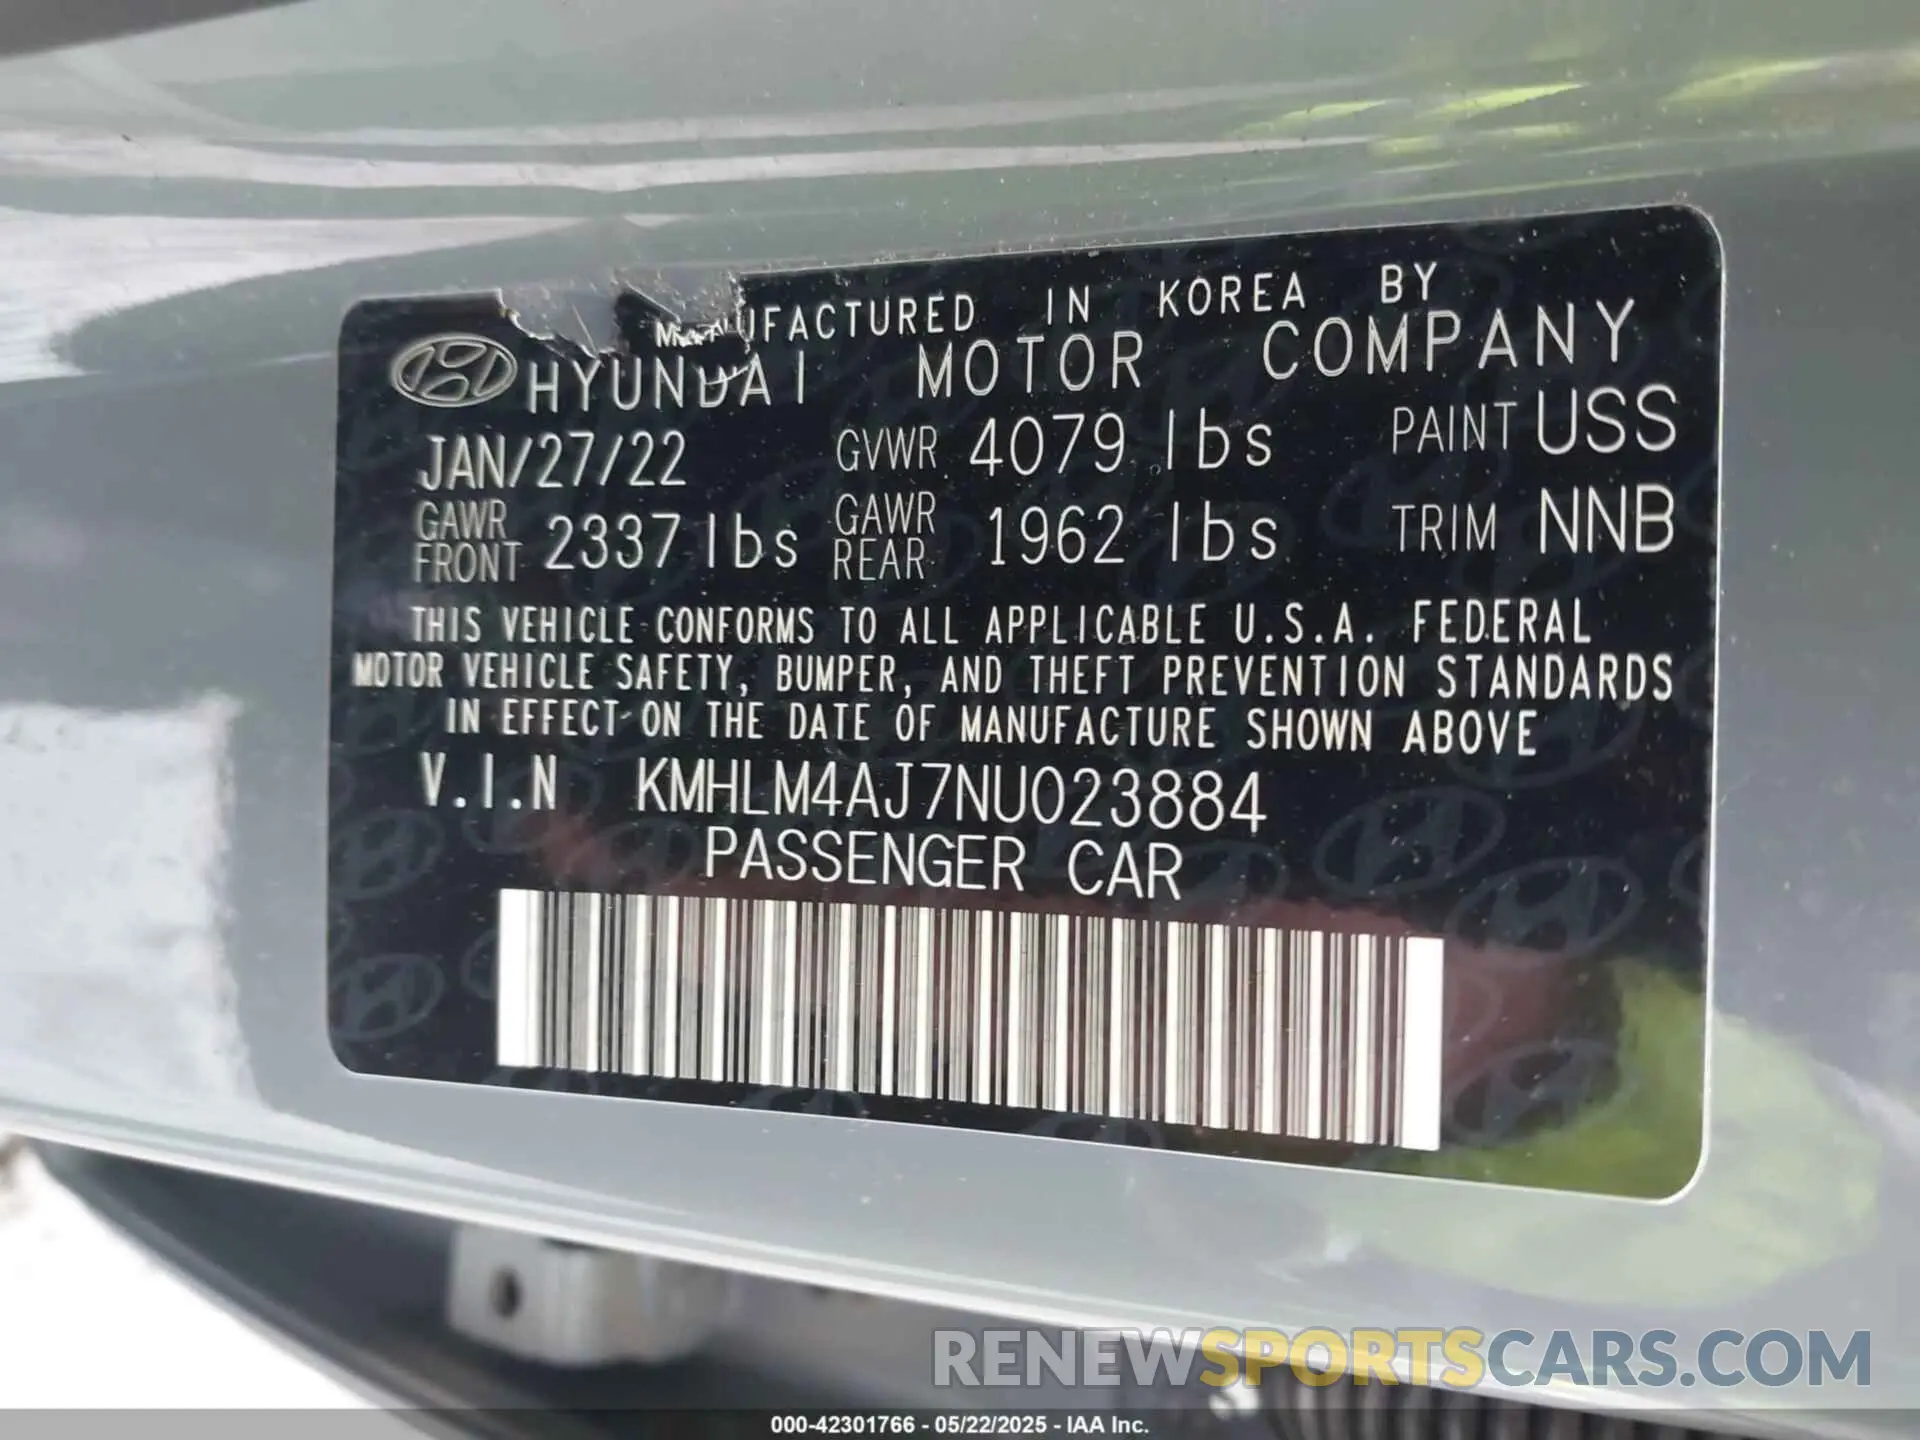 MANUFACTURED IN KOREA BY
HYUNDAI MOTOR COMPANY
JAN/27/22 GVWR 4079 lbs PAINT USS
GAWR FRONT 2337 lbs GAWR REAR 1962 lbs TRIM NNB
THIS VEHICLE CONFORMS TO ALL APPLICABLE U.S.A. FEDERAL
MOTOR VEHICLE SAFETY, BUMPER, AND THEFT PREVENTION STANDARDS
IN EFFECT ON THE DATE OF MANUFACTURE SHOWN ABOVE
V.I.N KMHLM4AJ7NU023884
PASSENGER CAR
RENEWSPORTSCARS.COM
000-42301766 - 05/22/2025 - IAA Inc.